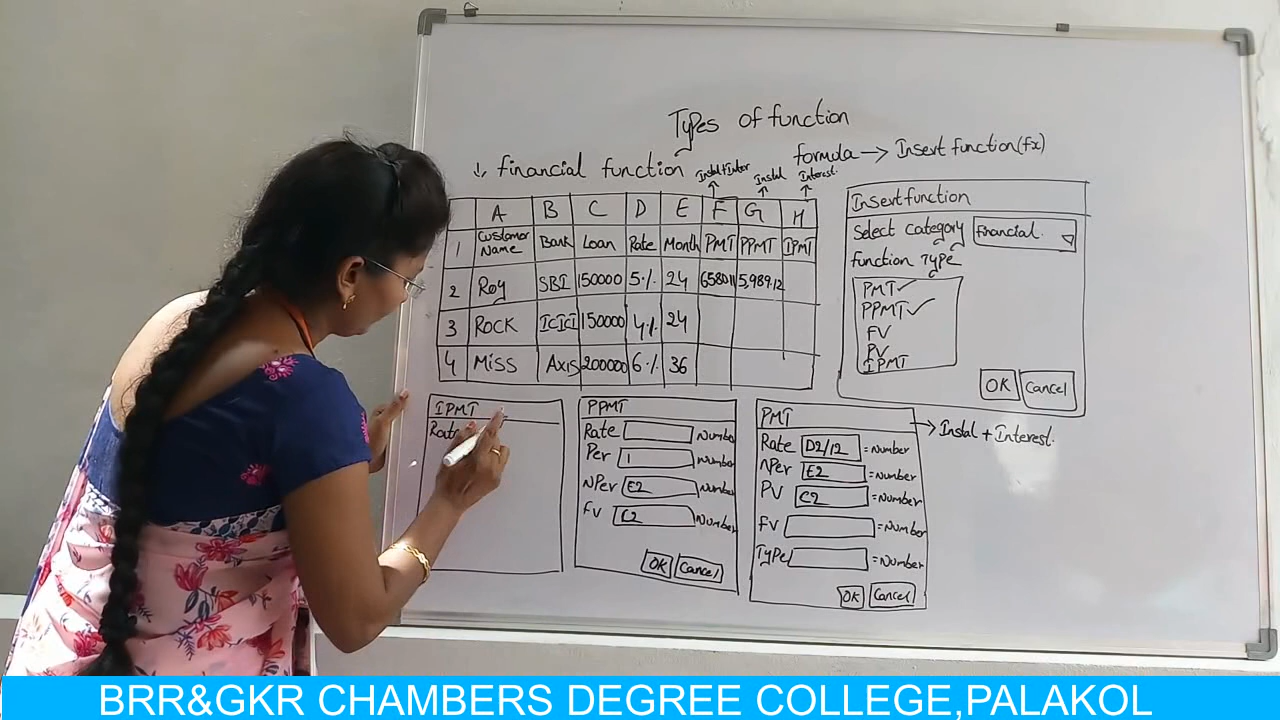 Types of function
1, financial function
formula → Insert function(fx)
Instal+Inter
Instal
Interest.
A B C D E F G H
1 Customer Name Bank Loan Rate Month PMT PPMT IPMT
2 Roy SBI 150000 5.% 24 658011 5,989.12
3 ROCK ICICI 150000 4.% 24
4 MISS AXIS 200000 6.% 36
Insert function
Select category financial.
function Type
PMT ✓
PPMT ✓
FV
PV
IPMT
OK Cancel
IPMT
Rate
PPMT
Rate Number
Per 1 Number
NPer E2 Number
FV C2 Number
OK Cancel
PMT
→ Instal + Interest.
Rate D2/12 = Number
NPer E2 = Number
PV C2 = Number
FV = Number
Type = Number
OK Cancel
BRR&GKR CHAMBERS DEGREE COLLEGE,PALAKOL